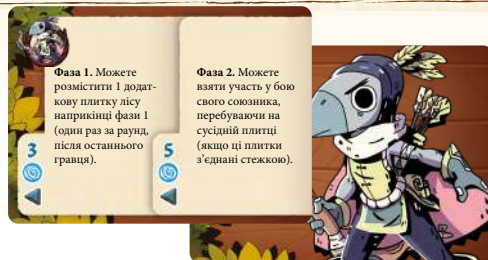 Фаза 1. Можете
розмістити 1 додат-
кову плитку лісу
наприкінці фази 1
(один раз за раунд,
після останнього
гравця).
3
Фаза 2. Можете
взяти участь у бою
свого союзника,
перебуваючи на
сусідній плитці
(якщо ці плитки
з'єднані стежкою).
5